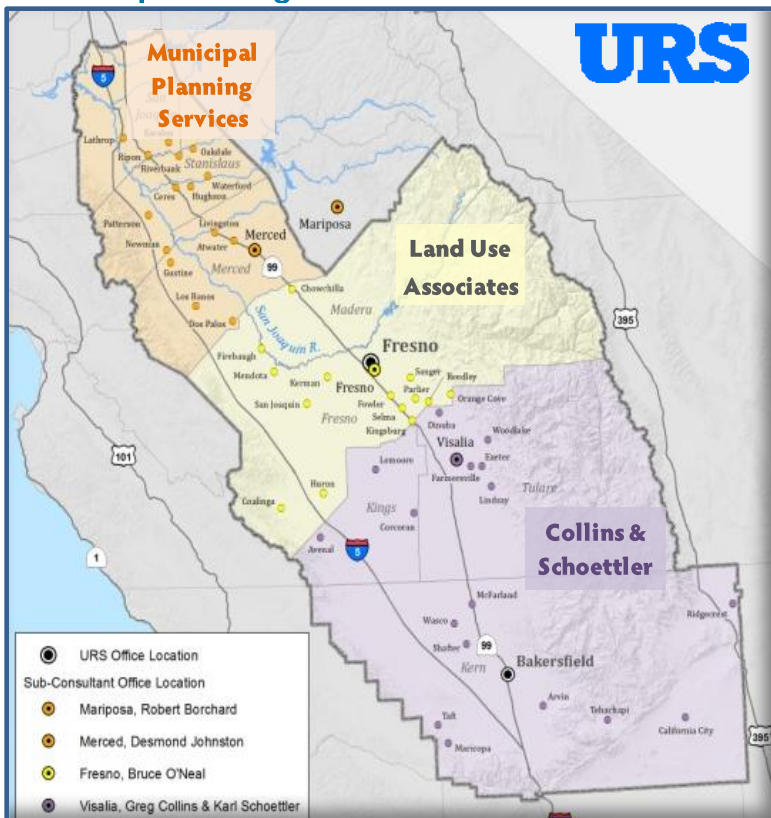 URS
Municipal
Planning
Services
5
Lathrop
Ripon
Oakdale
Riverbank
Stanislaus
Waterford
Ceres
Hughson
Patterson
Livingston
Merced
Mariposa
Newman
Atwater
Gustine
Merced
99
Los Banos
Dos Palos
Chowchilla
Madera
San Joaquin R.
Land Use
Associates
395
Firebaugh
Fresno
Mendota
Kerman
Fresno
Sanger
Reedley
Parlier
San Joaquin
Fresno
Fowler
Orange Cove
Selma
Kingsburg
Dinuba
Woodlake
101
Visalia
Lemoore
Exeter
Farmersville
Huron
Lindsay
Tulare
Coalinga
Kings
Corcoran
Avenal
5
1
Collins &
Schoettler
McFarland
Ridgecrest
Wasco
Shafter
99
Kern
Bakersfield
Arvin
Taft
Tehachapi
California City
Maricopa
395
URS Office Location
Sub-Consultant Office Location
Mariposa, Robert Borchard
Merced, Desmond Johnston
Fresno, Bruce O'Neal
Visalia, Greg Collins & Karl Schoettler